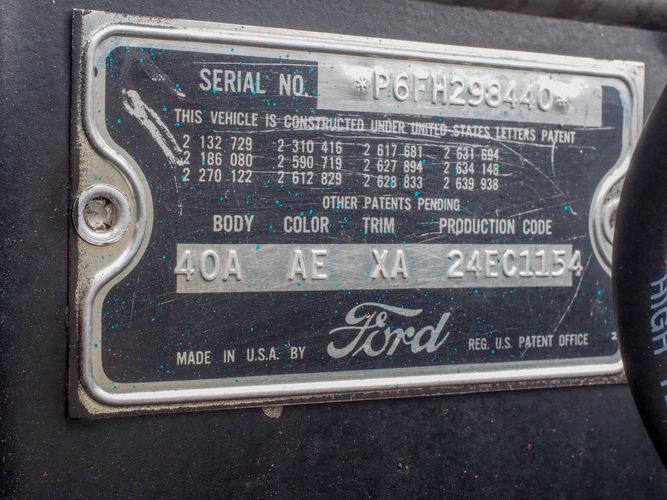 SERIAL NO. *P6FH298440*
THIS VEHICLE IS CONSTRUCTED UNDER UNITED STATES LETTERS PATENT
2 132 729 2 310 416 2 617 681 2 631 694
2 186 080 2 590 719 2 627 894 2 634 148
2 270 122 2 612 829 2 628 833 2 639 938
OTHER PATENTS PENDING
BODY COLOR TRIM PRODUCTION CODE
40A AE XA 24EC1154
MADE IN U.S.A. BY Ford REG. U.S. PATENT OFFICE
HIGH